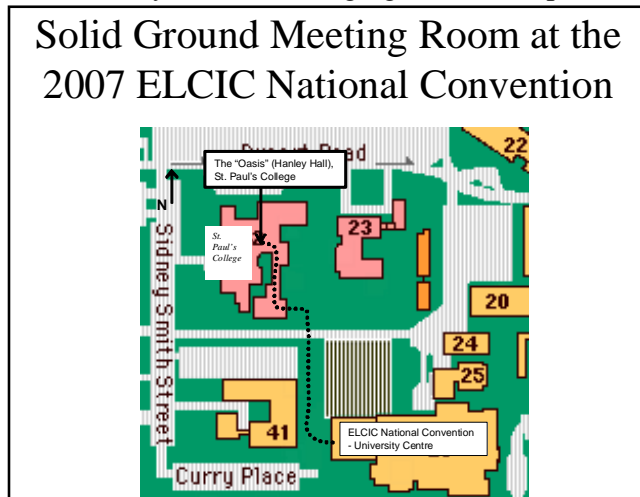 Solid Ground Meeting Room at the
2007 ELCIC National Convention
Road
22
The "Oasis" (Hanley Hall),
St. Paul's College
N
St.
Paul's
College
23
Sidney Smith Street
20
24
25
41
ELCIC National Convention
- University Centre
Curry Place